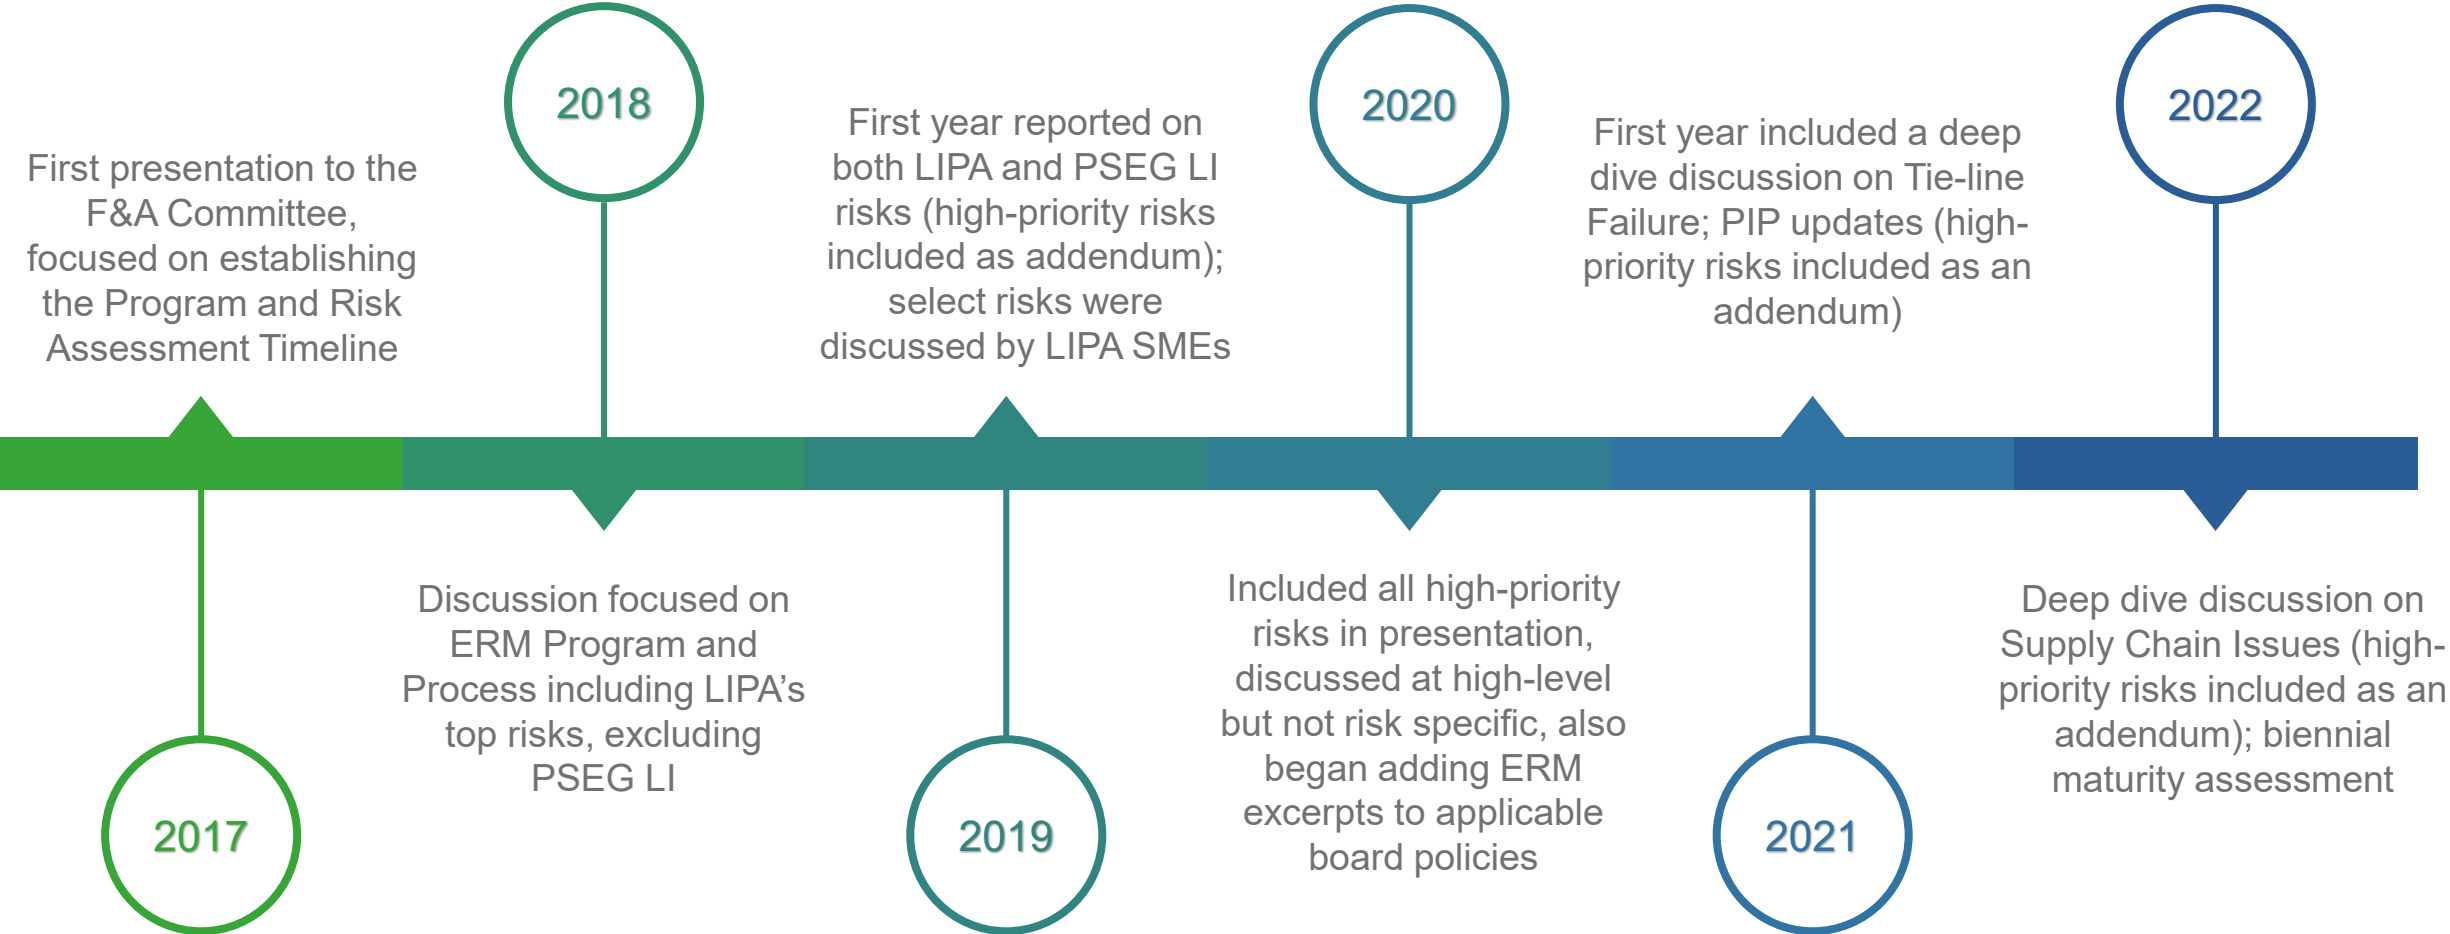 2017
First presentation to the
F&A Committee,
focused on establishing
the Program and Risk
Assessment Timeline
2018
Discussion focused on
ERM Program and
Process including LIPA’s
top risks, excluding
PSEG LI
2019
First year reported on
both LIPA and PSEG LI
risks (high-priority risks
included as addendum);
select risks were
discussed by LIPA SMEs
2020
Included all high-priority
risks in presentation,
discussed at high-level
but not risk specific, also
began adding ERM
excerpts to applicable
board policies
2021
First year included a deep
dive discussion on Tie-line
Failure; PIP updates (high-
priority risks included as an
addendum)
2022
Deep dive discussion on
Supply Chain Issues (high-
priority risks included as an
addendum); biennial
maturity assessment